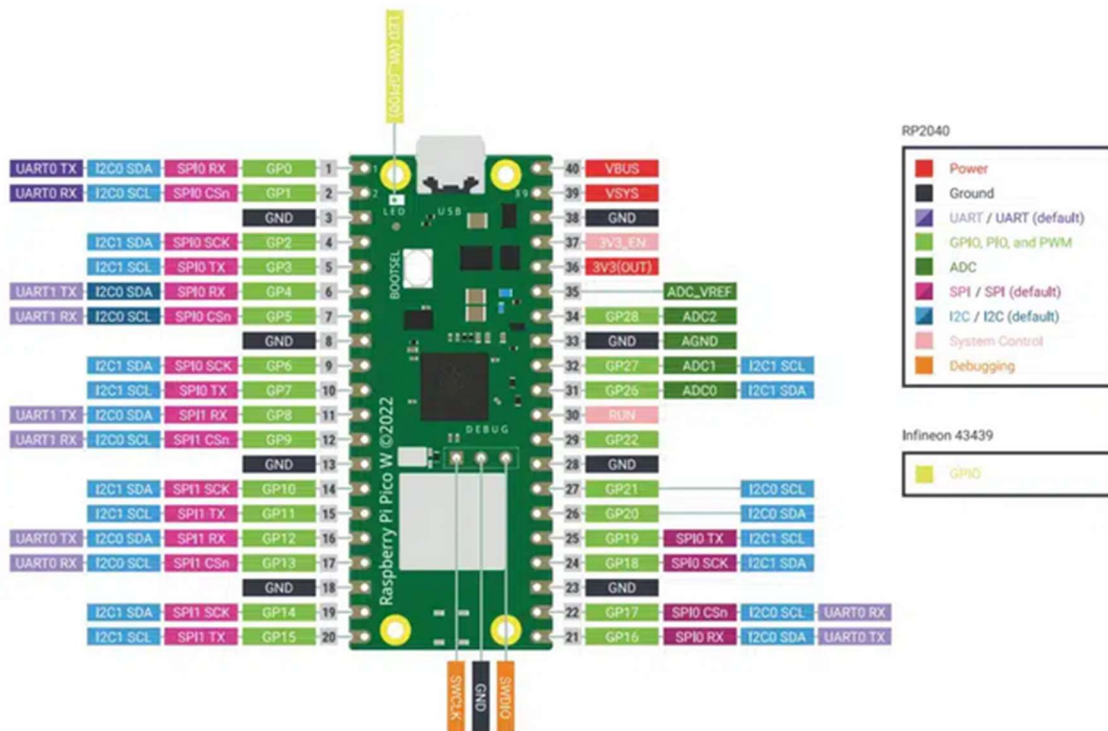 LED (WL_GPIO0)
UART0 TX I2C0 SDA SPI0 RX GP0 1 1 40 VBUS
UART0 RX I2C0 SCL SPI0 CSn GP1 2 2 39 39 VSYS
GND 3 LED USB 38 GND
I2C1 SDA SPI0 SCK GP2 4 37 3V3_EN
I2C1 SCL SPI0 TX GP3 5 BOOTSEL 36 3V3(OUT)
UART1 TX I2C0 SDA SPI0 RX GP4 6 35 ADC_VREF
UART1 RX I2C0 SCL SPI0 CSn GP5 7 34 GP28 ADC2
GND 8 33 GND AGND
I2C1 SDA SPI0 SCK GP6 9 32 GP27 ADC1 I2C1 SCL
I2C1 SCL SPI0 TX GP7 10 31 GP26 ADC0 I2C1 SDA
UART1 TX I2C0 SDA SPI1 RX GP8 11 30 RUN
UART1 RX I2C0 SCL SPI1 CSn GP9 12 DEBUG 29 GP22
GND 13 28 GND
I2C1 SDA SPI1 SCK GP10 14 27 GP21 I2C0 SCL
I2C1 SCL SPI1 TX GP11 15 26 GP20 I2C0 SDA
UART0 TX I2C0 SDA SPI1 RX GP12 16 25 GP19 SPI0 TX I2C1 SCL
UART0 RX I2C0 SCL SPI1 CSn GP13 17 24 GP18 SPI0 SCK I2C1 SDA
GND 18 23 GND
I2C1 SDA SPI1 SCK GP14 19 22 GP17 SPI0 CSn I2C0 SCL UART0 RX
I2C1 SCL SPI1 TX GP15 20 21 GP16 SPI0 RX I2C0 SDA UART0 TX
Raspberry Pi Pico W ©2022
SWCLK
GND
SWDIO
RP2040
Power
Ground
UART / UART (default)
GPIO, PIO, and PWM
ADC
SPI / SPI (default)
I2C / I2C (default)
System Control
Debugging
Infineon 43439
GPIO